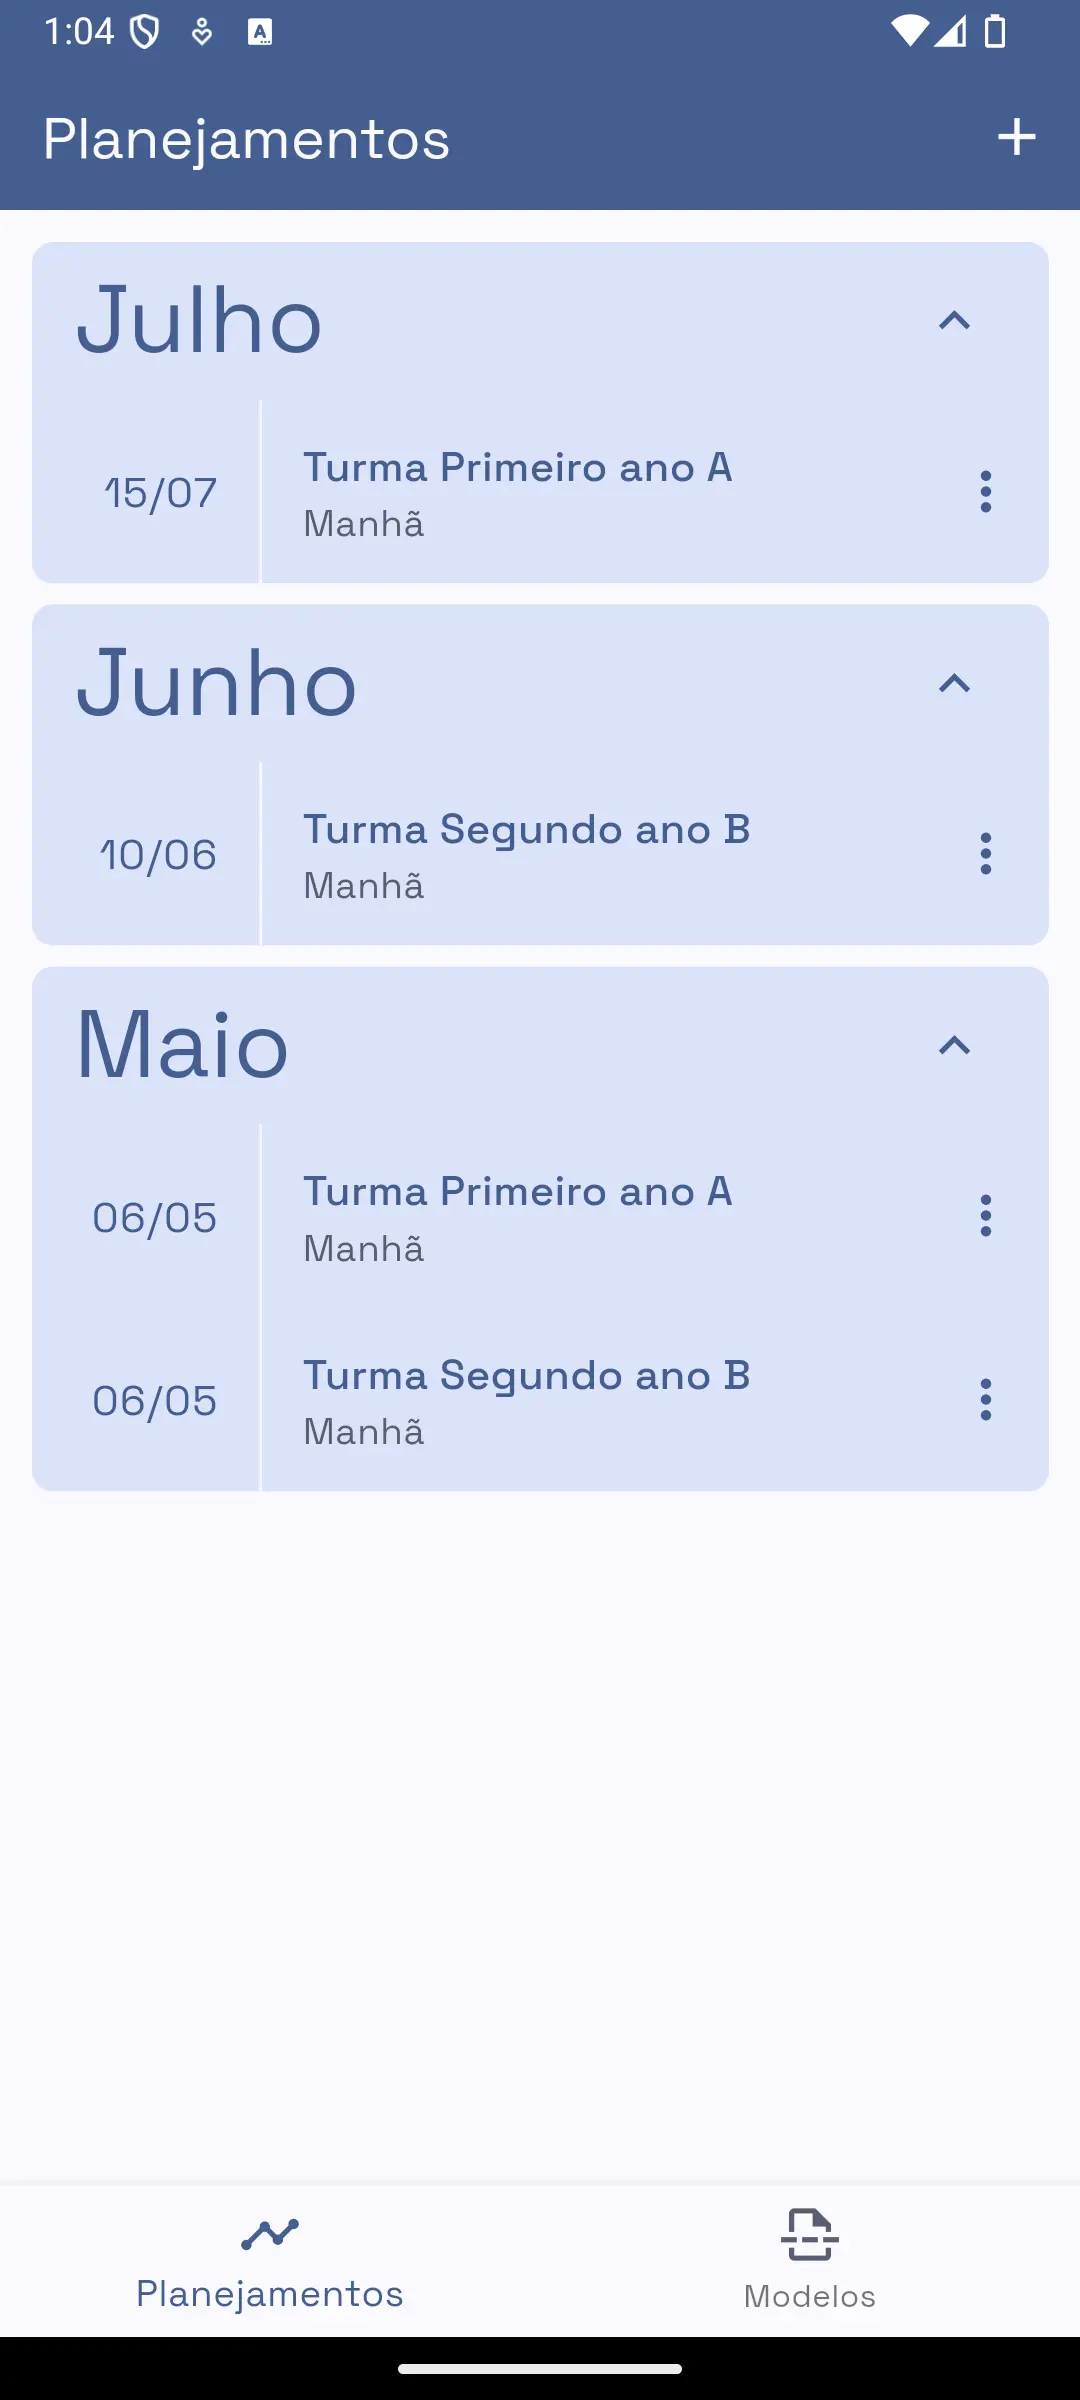 1:04
Planejamentos
Julho
15/07
Turma Primeiro ano A
Manhã
Junho
10/06
Turma Segundo ano B
Manhã
Maio
06/05
Turma Primeiro ano A
Manhã
06/05
Turma Segundo ano B
Manhã
Planejamentos
Modelos